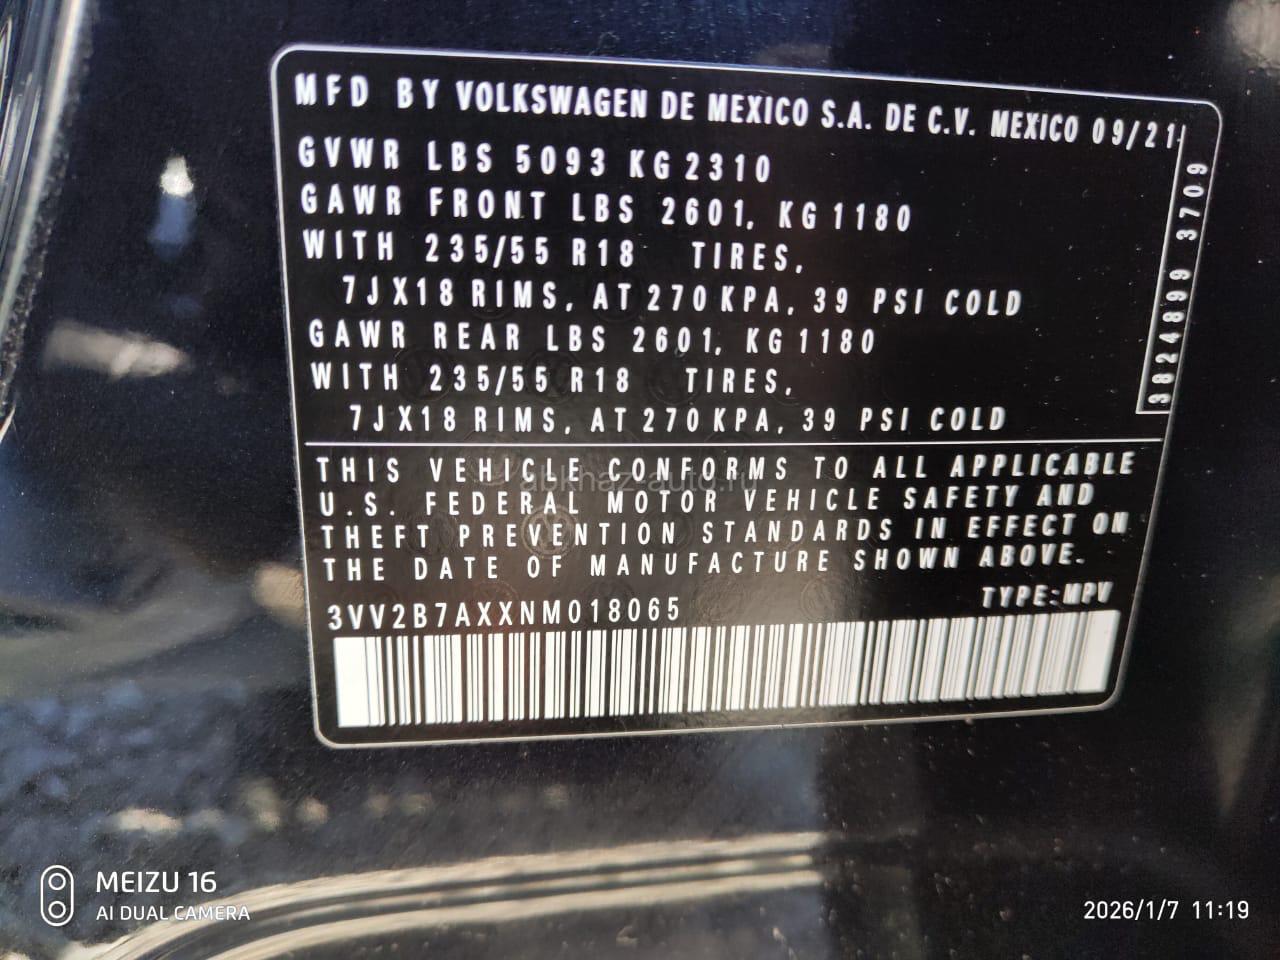 MFD BY VOLKSWAGEN DE MEXICO S.A. DE C.V. MEXICO 09/21
GVWR LBS 5093 KG 2310
GAWR FRONT LBS 2601, KG 1180
WITH 235/55 R18 TIRES,
7JX18 RIMS, AT 270 KPA, 39 PSI COLD
GAWR REAR LBS 2601, KG 1180
WITH 235/55 R18 TIRES,
7JX18 RIMS, AT 270 KPA, 39 PSI COLD
3824899 3709
THIS VEHICLE CONFORMS TO ALL APPLICABLE
U.S. FEDERAL MOTOR VEHICLE SAFETY AND
THEFT PREVENTION STANDARDS IN EFFECT ON
THE DATE OF MANUFACTURE SHOWN ABOVE.
abkhaz-auto.ru
3VV2B7AXXNM018065
TYPE:MPV
MEIZU 16
AI DUAL CAMERA
2026/1/7 11:19